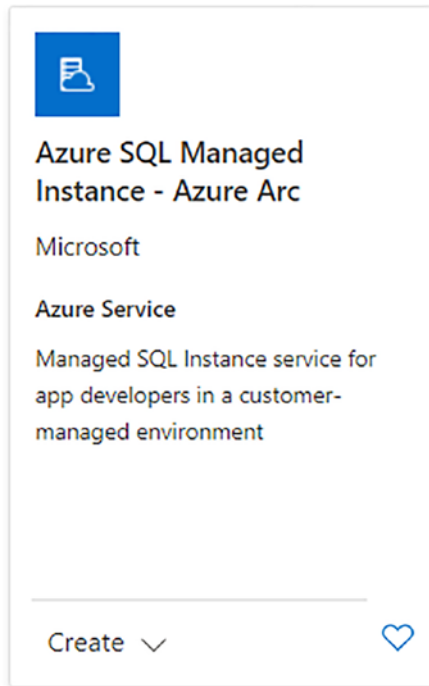 Azure SQL Managed
Instance - Azure Arc
Microsoft
Azure Service
Managed SQL Instance service for
app developers in a customer-
managed environment
Create